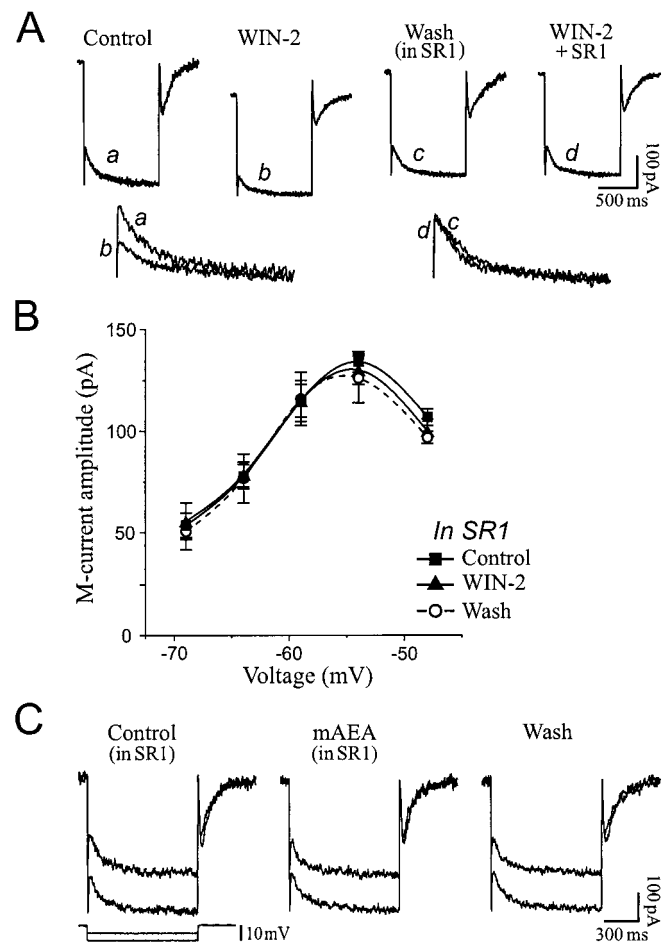 A
Control
WIN-2
Wash
(in SR1)
WIN-2
+ SR1
a
b
c
d
100 pA
500 ms
a
b
d
c
B
M-current amplitude (pA)
150
100
50
0
-70
-60
-50
Voltage (mV)
In SR1
Control
WIN-2
Wash
C
Control
(in SR1)
mAEA
(in SR1)
Wash
10 mV
100 pA
300 ms